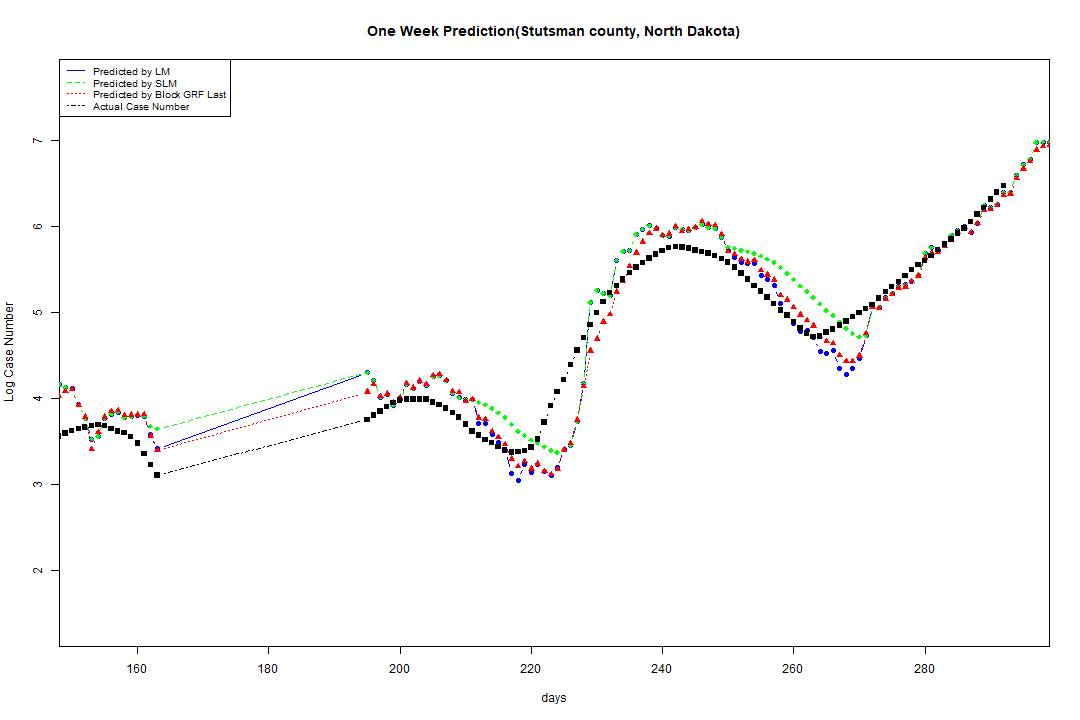 One Week Prediction(Stutsman county, North Dakota)
Predicted by LM
Predicted by SLM
Predicted by Block GRF Last
Actual Case Number
7
6
5
4
3
2
Log Case Number
160 180 200 220 240 260 280
days